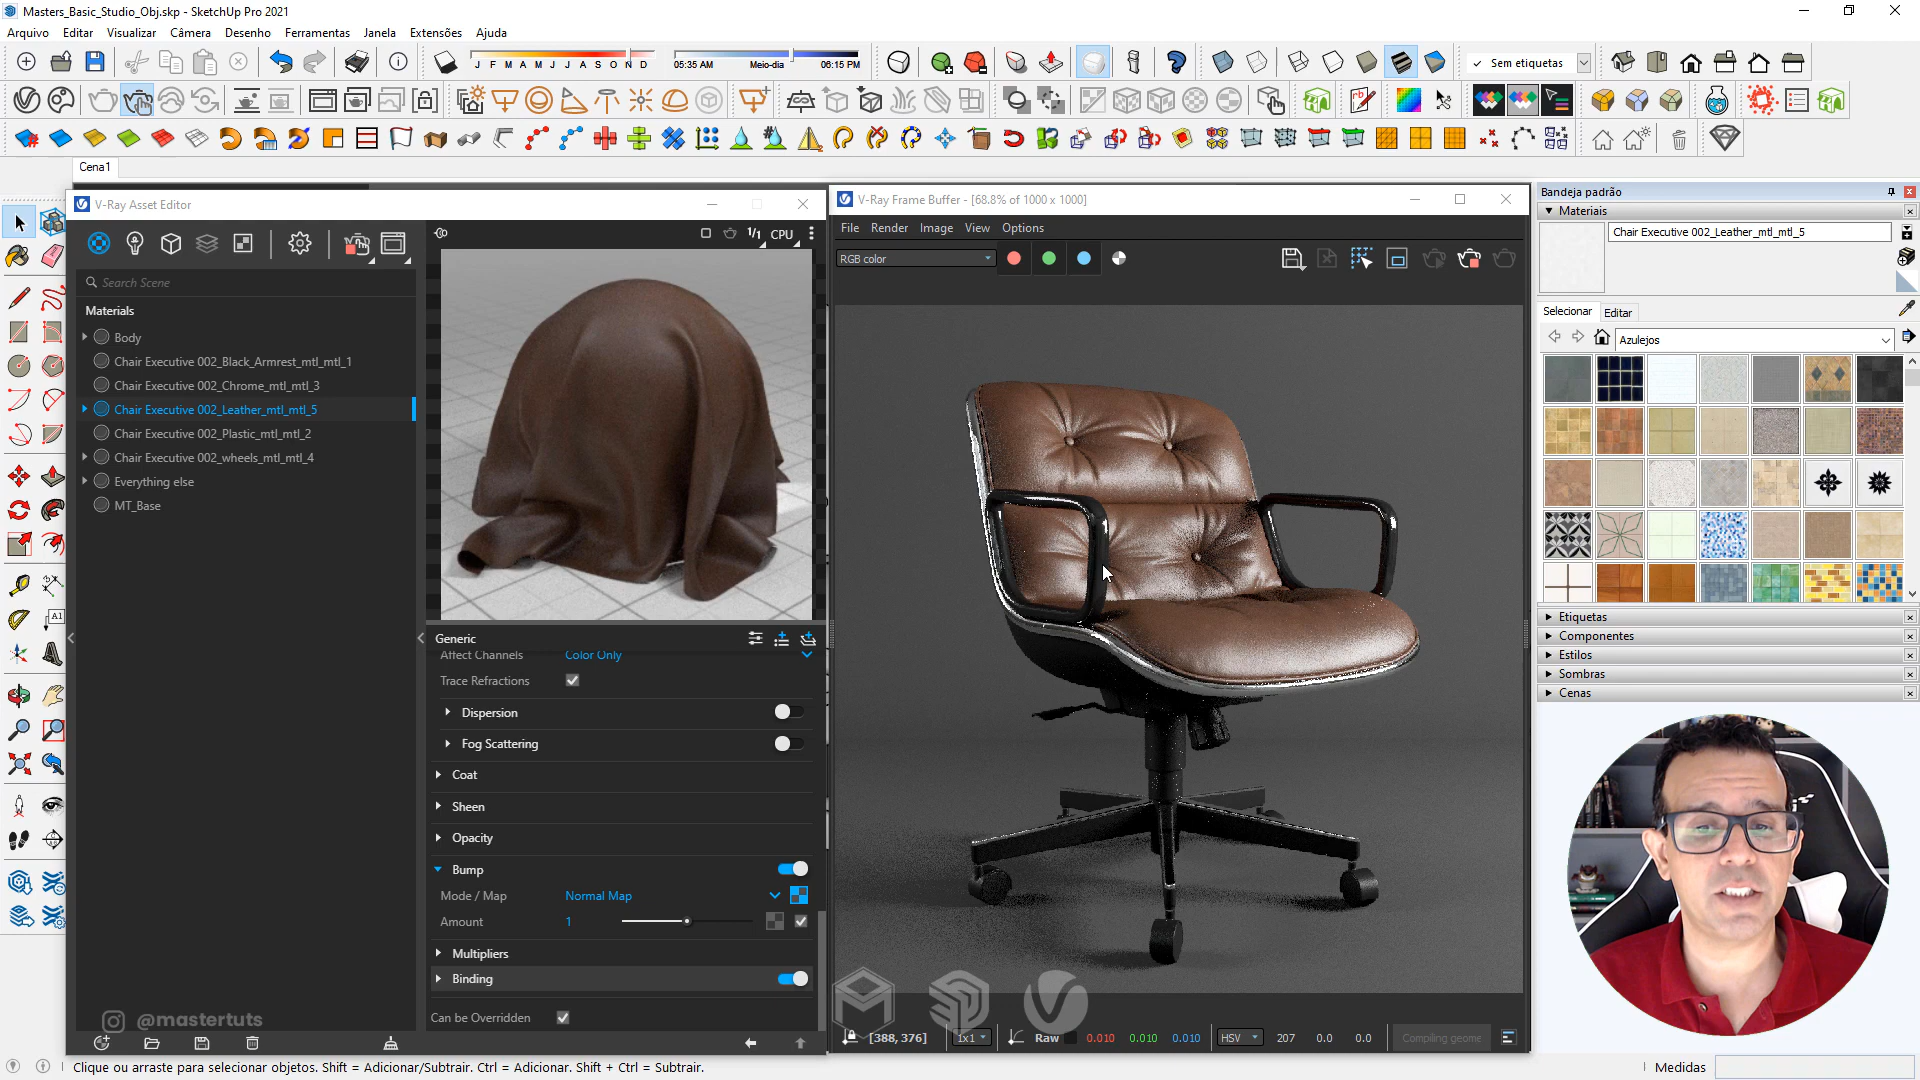 Masters_Basic_Studio_Obj.skp - SketchUp Pro 2021
Arquivo Editar Visualizar Câmera Desenho Ferramentas Janela Extensões Ajuda
J F M A M J J A S O N D
05:35 AM Meio-dia 06:15 PM
Sem etiquetas
Cena1
V-Ray Asset Editor
Search Scene
Materials
Body
Chair Executive 002_Black_Armrest_mtl_mtl_1
Chair Executive 002_Chrome_mtl_mtl_3
Chair Executive 002_Leather_mtl_mtl_5
Chair Executive 002_Plastic_mtl_mtl_2
Chair Executive 002_wheels_mtl_mtl_4
Everything else
MT_Base
@mastertuts
1/1 CPU
Generic
Affect Channels Color Only
Trace Refractions
Dispersion
Fog Scattering
Coat
Sheen
Opacity
Bump
Mode / Map Normal Map
Amount 1
Multipliers
Binding
Can be Overridden
V-Ray Frame Buffer - [68.8% of 1000 x 1000]
File Render Image View Options
RGB color
[388, 376] 1x1 Raw 0.010 0.010 0.010 HSV 207 0.0 0.0 Compiling geome
Bandeja padrão
Materiais
Chair Executive 002_Leather_mtl_mtl_5
Selecionar Editar
Azulejos
Etiquetas
Componentes
Estilos
Sombras
Cenas
A1
Clique ou arraste para selecionar objetos. Shift = Adicionar/Subtrair. Ctrl = Adicionar. Shift + Ctrl = Subtrair.
Medidas